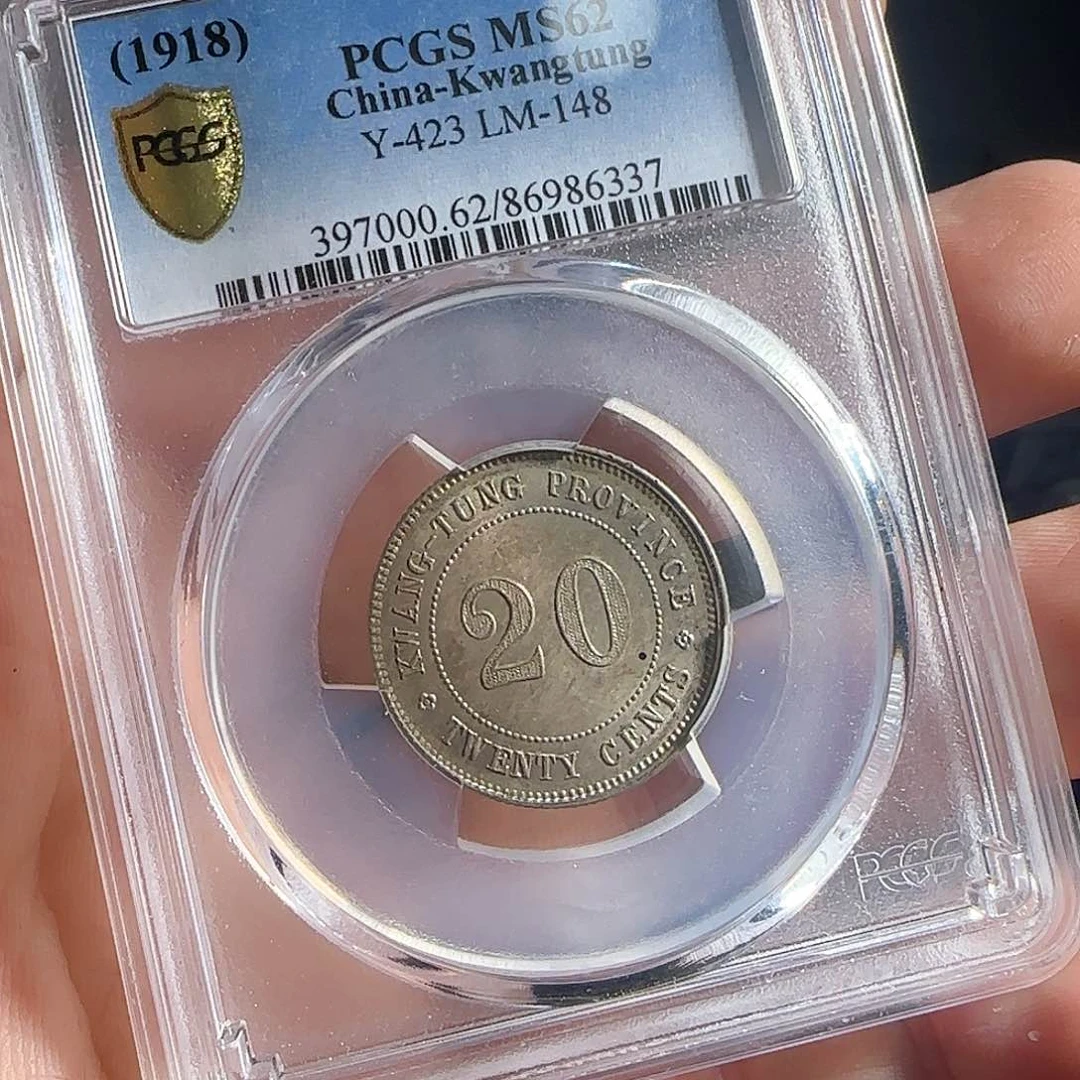 (1918)
PCGS MS62
China-Kwangtung
Y-423 LM-148
PCGS
397000.62/86986337
KWANG-TUNG PROVINCE
20
TWENTY CENTS
PCGS